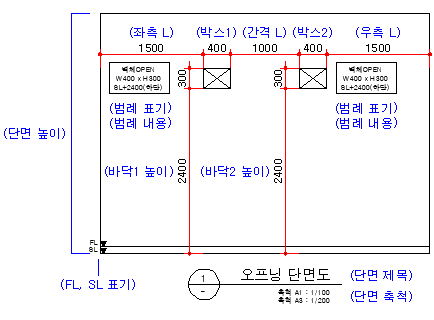 (좌측 L) (박스1) (간격 L) (박스2) (우측 L)
1500 400 1000 400 1500
벽체OPEN
W400 x H300
SL+2400(하단)
300
300
벽체OPEN
W400 x H300
SL+2400(하단)
(범례 표기)
(범례 내용)
(범례 표기)
(범례 내용)
(단면 높이)
(바닥1 높이)
2400
(바닥2 높이)
2400
FL
SL
(FL, SL 표기)
1
-
오프닝 단면도
(단면 제목)
축척 A1 : 1/100
축척 A3 : 1/200
(단면 축척)